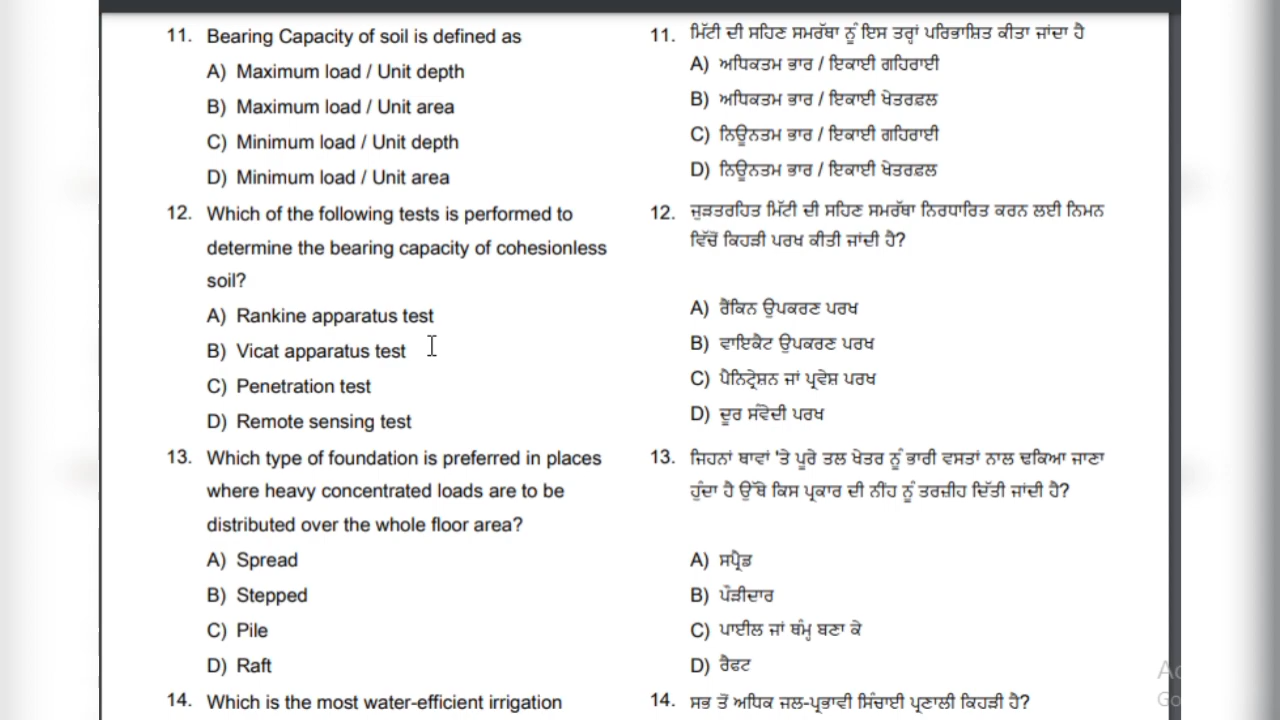 11. Bearing Capacity of soil is defined as
A) Maximum load / Unit depth
B) Maximum load / Unit area
C) Minimum load / Unit depth
D) Minimum load / Unit area
12. Which of the following tests is performed to
determine the bearing capacity of cohesionless
soil?
A) Rankine apparatus test
B) Vicat apparatus test
C) Penetration test
D) Remote sensing test
13. Which type of foundation is preferred in places
where heavy concentrated loads are to be
distributed over the whole floor area?
A) Spread
B) Stepped
C) Pile
D) Raft
14. Which is the most water-efficient irrigation
11. ਮਿੱਟੀ ਦੀ ਸਹਿਣ ਸਮਰੱਥਾ ਨੂੰ ਇਸ ਤਰ੍ਹਾਂ ਪਰਿਭਾਸ਼ਿਤ ਕੀਤਾ ਜਾਂਦਾ ਹੈ
A) ਅਧਿਕਤਮ ਭਾਰ / ਇਕਾਈ ਗਹਿਰਾਈ
B) ਅਧਿਕਤਮ ਭਾਰ / ਇਕਾਈ ਖੇਤਰਫ਼ਲ
C) ਨਿਊਨਤਮ ਭਾਰ / ਇਕਾਈ ਗਹਿਰਾਈ
D) ਨਿਊਨਤਮ ਭਾਰ / ਇਕਾਈ ਖੇਤਰਫ਼ਲ
12. ਜੁੜਤਰਹਿਤ ਮਿੱਟੀ ਦੀ ਸਹਿਣ ਸਮਰੱਥਾ ਨਿਰਧਾਰਿਤ ਕਰਨ ਲਈ ਨਿਮਨ
ਵਿੱਚੋਂ ਕਿਹੜੀ ਪਰਖ ਕੀਤੀ ਜਾਂਦੀ ਹੈ?
A) ਰੈਂਕਿਨ ਉਪਕਰਣ ਪਰਖ
B) ਵਾਇਕੈਟ ਉਪਕਰਣ ਪਰਖ
C) ਪੈਨਿਟ੍ਰੇਸ਼ਨ ਜਾਂ ਪ੍ਰਵੇਸ਼ ਪਰਖ
D) ਦੂਰ ਸੰਵੇਦੀ ਪਰਖ
13. ਜਿਹਨਾਂ ਥਾਵਾਂ 'ਤੇ ਪੂਰੇ ਤਲ ਖੇਤਰ ਨੂੰ ਭਾਰੀ ਵਸਤਾਂ ਨਾਲ ਢਕਿਆ ਜਾਣਾ
ਹੁੰਦਾ ਹੈ ਉੱਥੇ ਕਿਸ ਪ੍ਰਕਾਰ ਦੀ ਨੀਂਹ ਨੂੰ ਤਰਜ਼ੀਹ ਦਿੱਤੀ ਜਾਂਦੀ ਹੈ?
A) ਸਪ੍ਰੈਡ
B) ਪੌੜੀਦਾਰ
C) ਪਾਈਲ ਜਾਂ ਥੰਮ੍ਹ ਬਣਾ ਕੇ
D) ਰੈਫਟ
14. ਸਭ ਤੋਂ ਅਧਿਕ ਜਲ-ਪ੍ਰਭਾਵੀ ਸਿੰਚਾਈ ਪ੍ਰਣਾਲੀ ਕਿਹੜੀ ਹੈ?